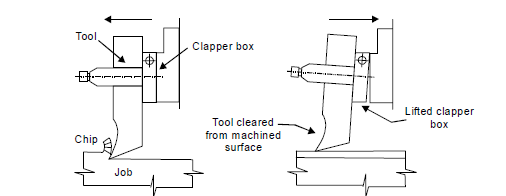 Tool
Clapper box
Chip
Job
Tool cleared
from machined
surface
Lifted clapper
box